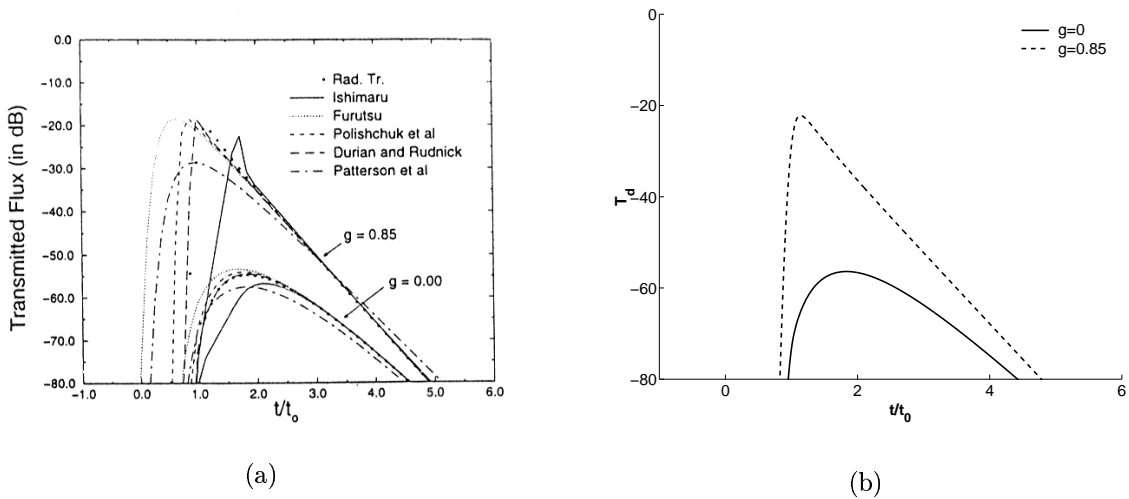 0.0
-10.0
-20.0
-30.0
-40.0
-50.0
-60.0
-70.0
-80.0
Transmitted Flux (in dB)
Rad. Tr.
Ishimaru
Furutsu
Polishchuk et al
Durian and Rudnick
Patterson et al
g = 0.85
g = 0.00
-1.0 0.0 1.0 2.0 3.0 4.0 5.0 6.0
t/to
(a)
0
−20
−40
−60
−80
T_d
g=0
g=0.85
0 2 4 6
t/t0
(b)